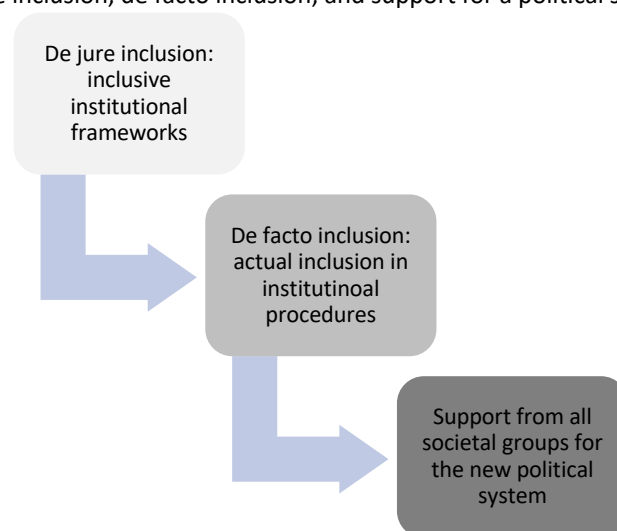 inclusion, de facto inclusion, and support for a political
De jure inclusion:
inclusive
institutional
frameworks
De facto inclusion:
actual inclusion in
institutinoal
procedures
Support from all
societal groups for
the new political
system